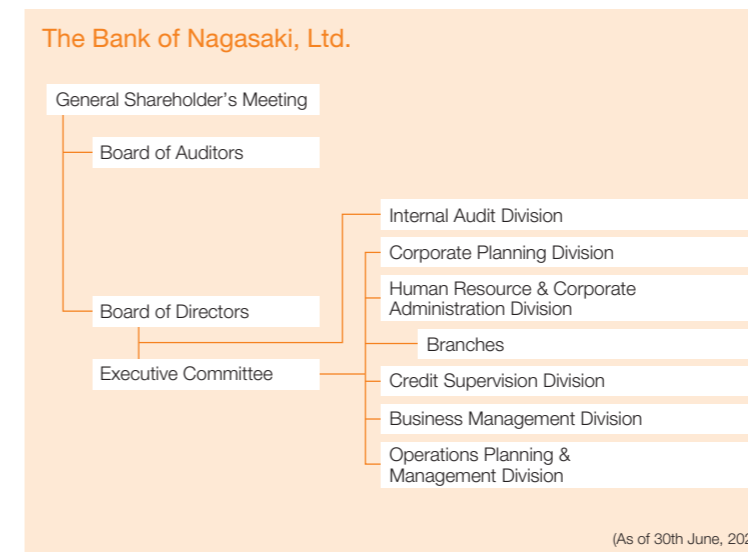 The Bank of Nagasaki, Ltd.
General Shareholder's Meeting
Board of Auditors
Internal Audit Division
Corporate Planning Division
Human Resource & Corporate
Administration Division
Board of Directors
Branches
Executive Committee
Credit Supervision Division
Business Management Division
Operations Planning &
Management Division
(As of 30th June,